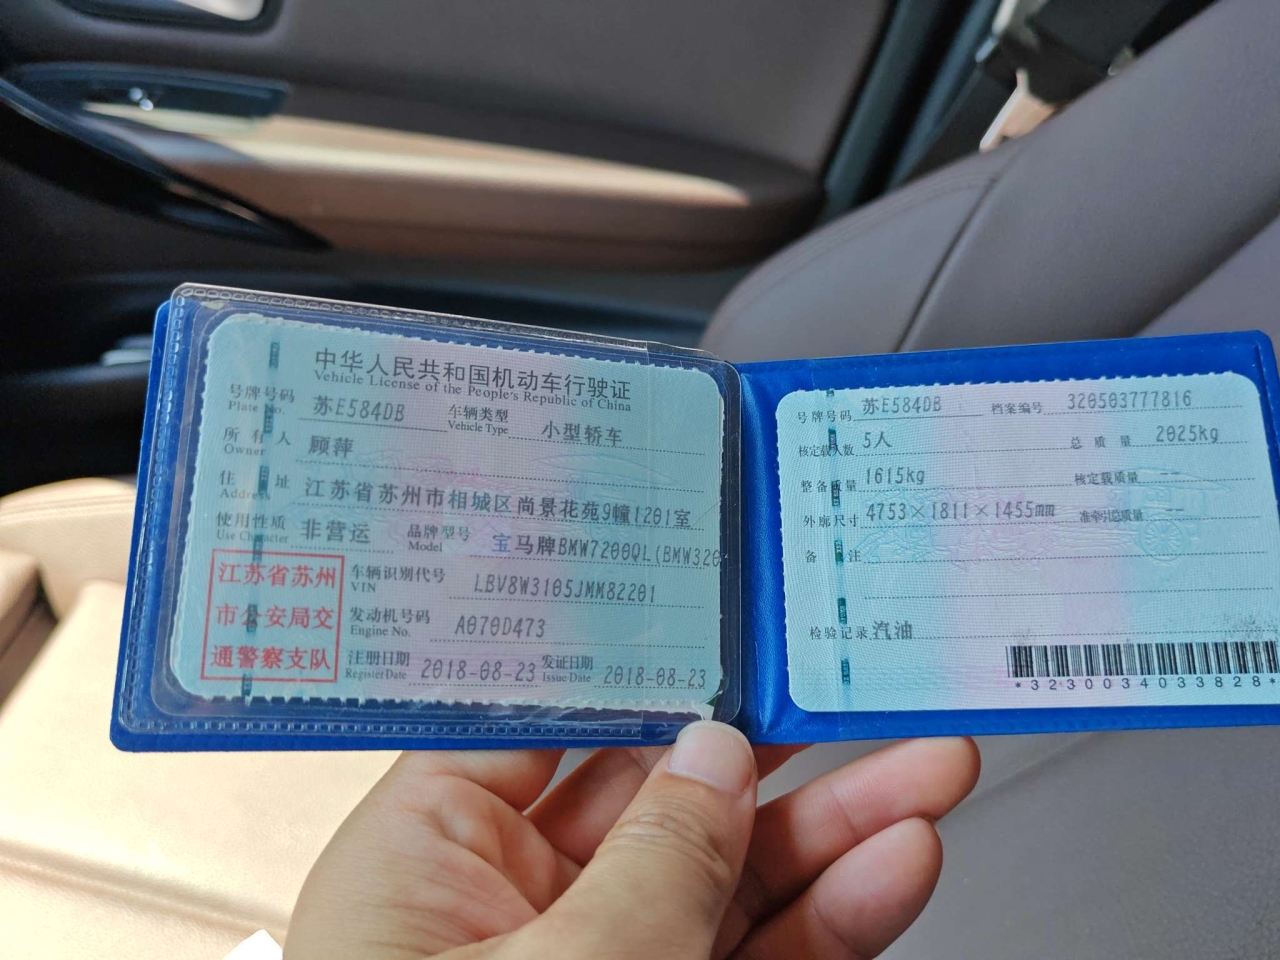 中华人民共和国机动车行驶证
Vehicle License of the People's Republic of China
号牌号码 苏E584DB 车辆类型 小型轿车
Plate No. Vehicle Type
所有人 顾萍
Owner
住址 江苏省苏州市相城区尚景花苑9幢1201室
Address
使用性质 非营运 品牌型号 宝马牌BMW7200QL(BMW320
Use Character Model
江苏省苏州
市公安局交
通警察支队
车辆识别代号 LBV8W3105JMM82201
VIN
发动机号码 A070D473
Engine No.
注册日期 2018-08-23 发证日期 2018-08-23
Register Date Issue Date
号牌号码 苏E584DB 档案编号 320503777816
核定载人数 5人 总质量 2025kg
整备质量 1615kg 核定载质量 —
外廓尺寸 4753×1811×1455mm 准牵引总质量 —
备注
检验记录 汽油
*3230034033828*